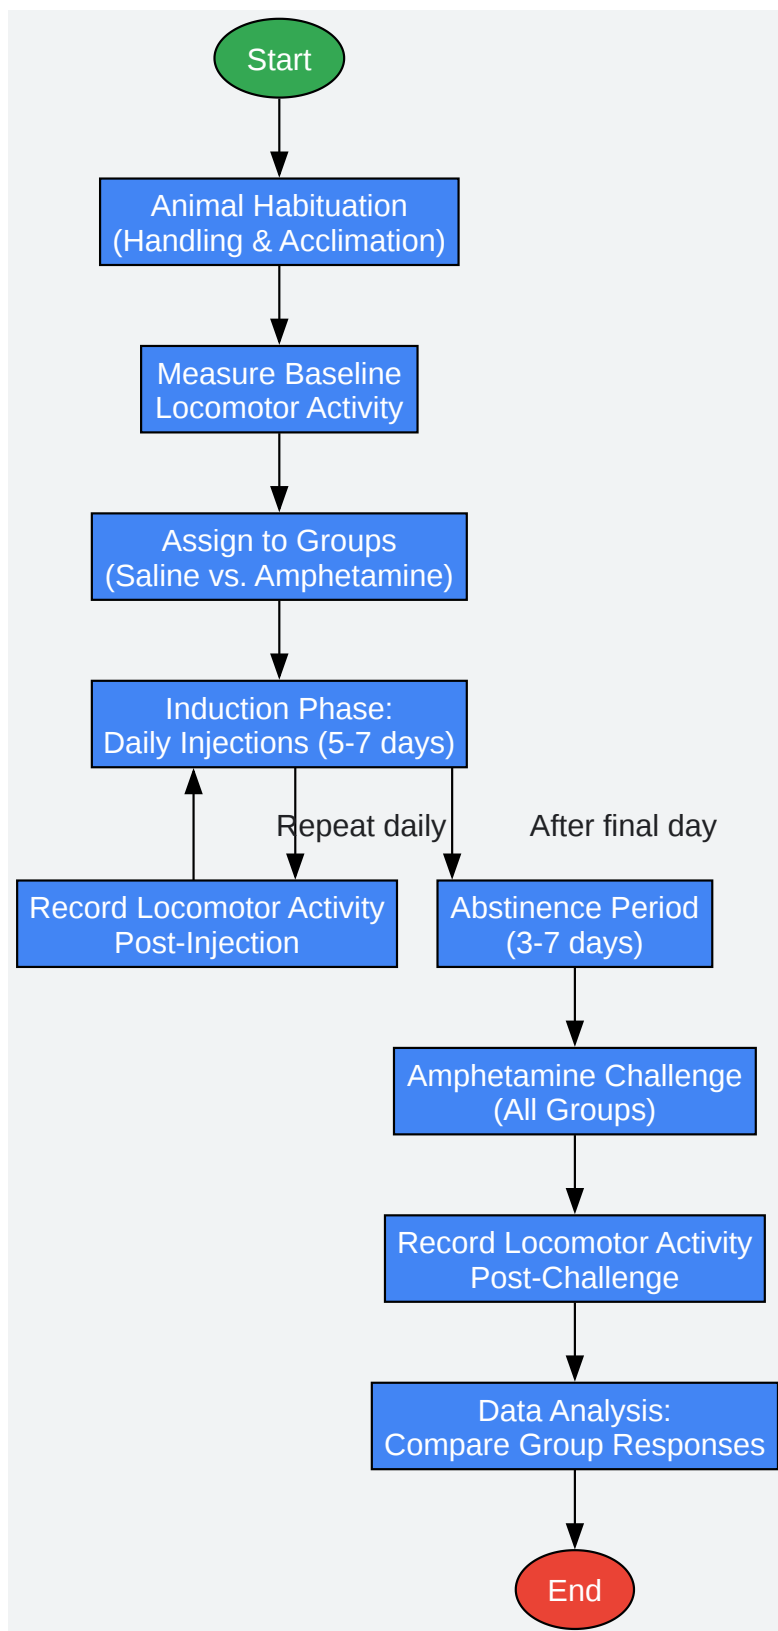 Start
Animal Habituation
(Handling & Acclimation)
Measure Baseline
Locomotor Activity
Assign to Groups
(Saline vs. Amphetamine)
Induction Phase:
Daily Injections (5-7 days)
Repeat daily
After final day
Record Locomotor Activity
Post-Injection
Abstinence Period
(3-7 days)
Amphetamine Challenge
(All Groups)
Record Locomotor Activity
Post-Challenge
Data Analysis:
Compare Group Responses
End